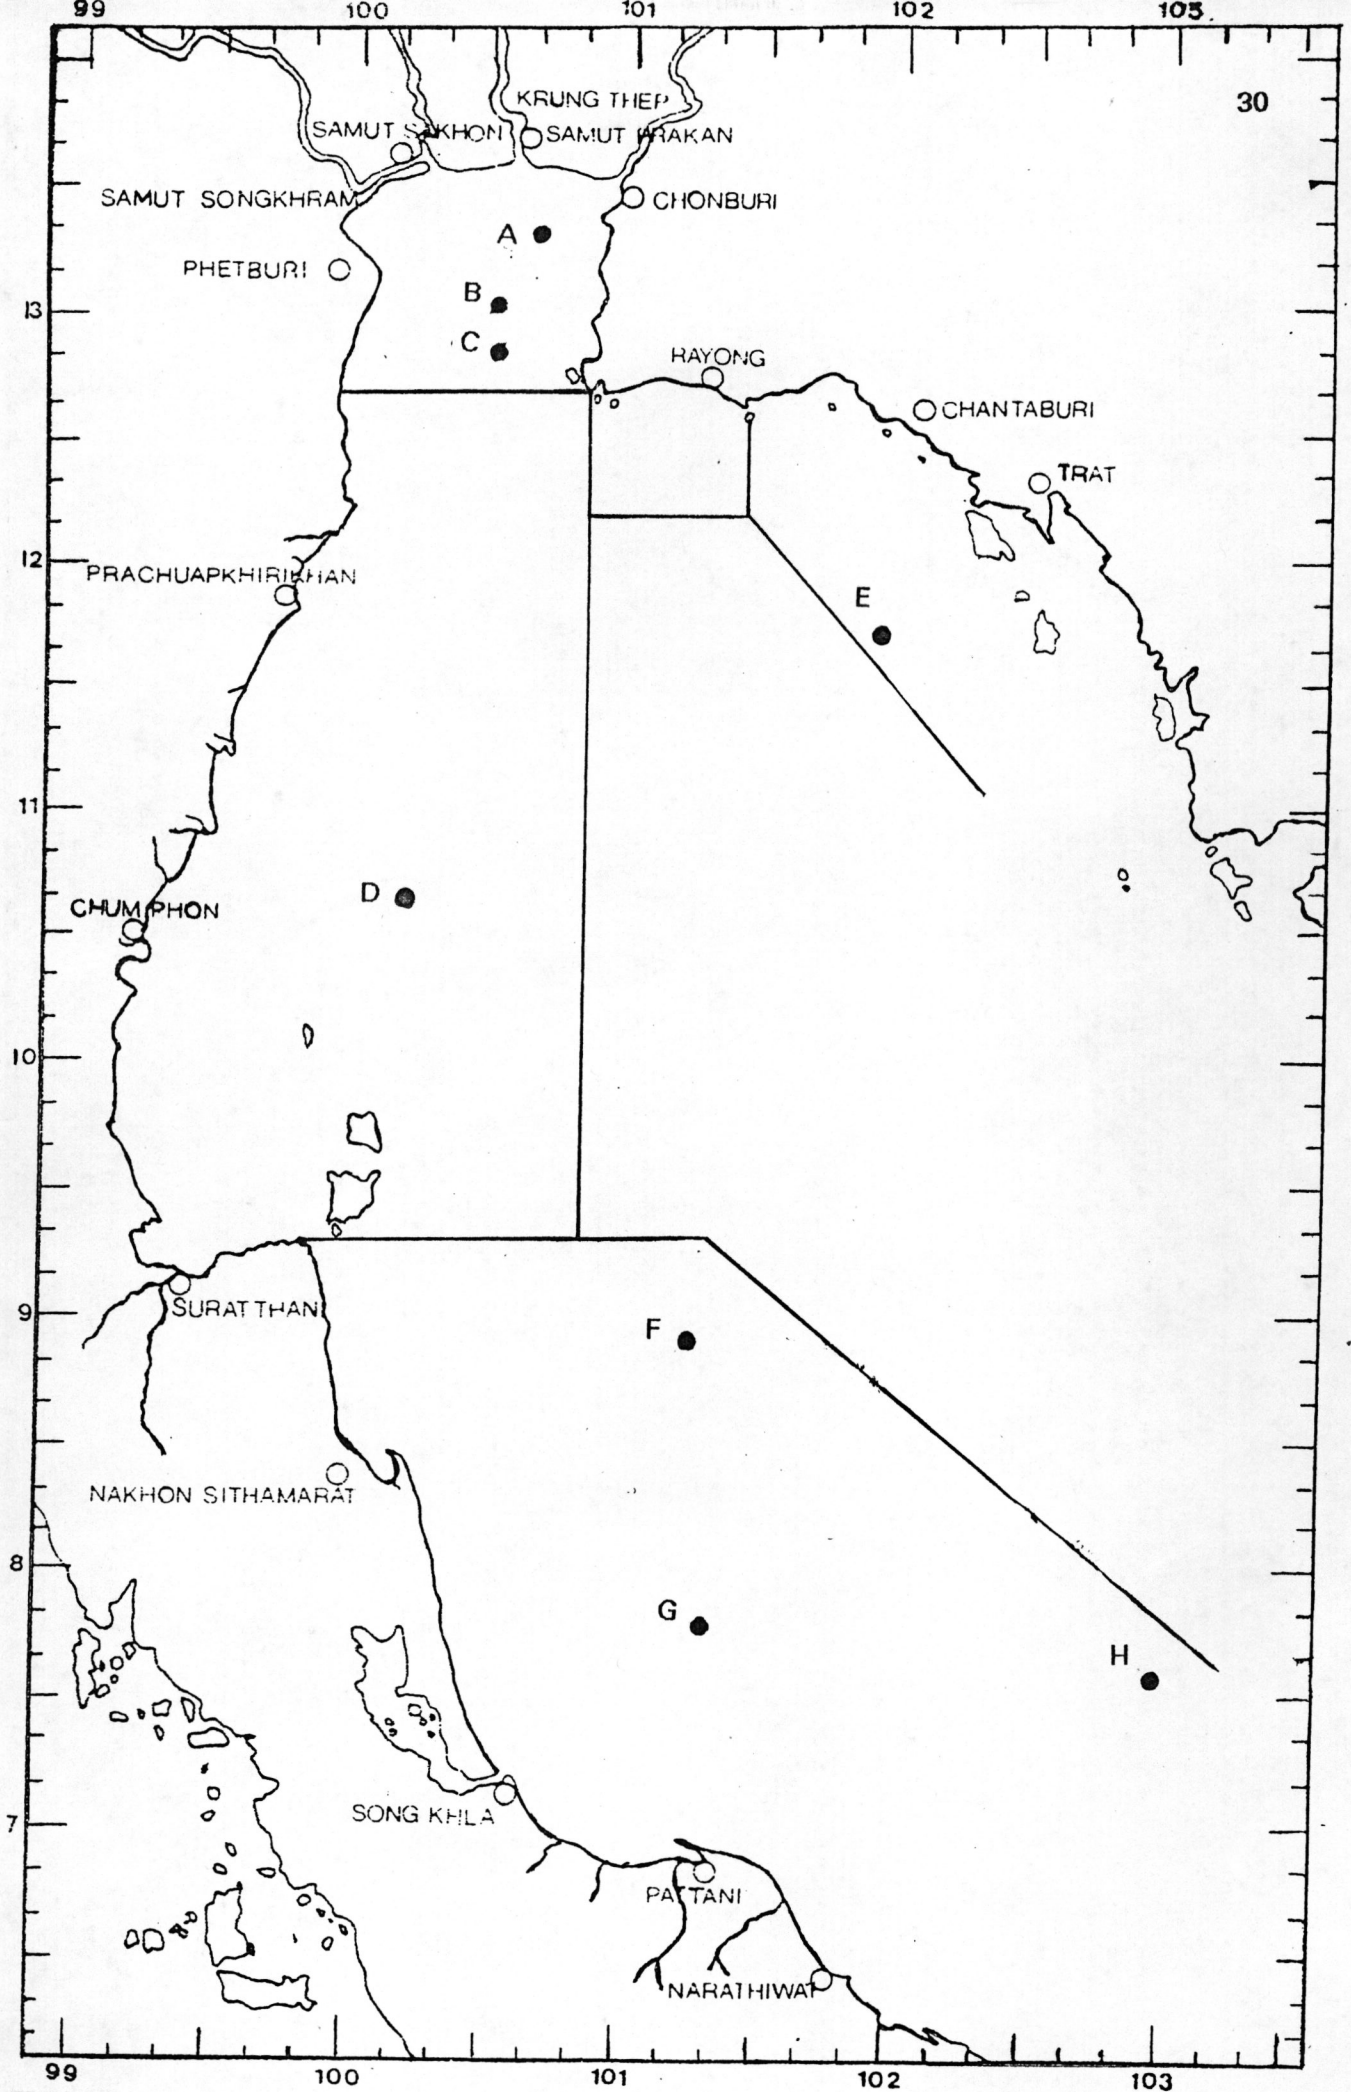 99 100 101 102 103
30
KRUNG THEP
SAMUT SAKHON
SAMUT PRAKAN
SAMUT SONGKHRAM
CHONBURI
A
PHETBURI
B
13
C
RAYONG
CHANTABURI
TRAT
12
PRACHUAPKHIRIKHAN
E
11
D
CHUMPHON
10
9
SURAT THANI
F
NAKHON SITHAMARAT
8
G
H
SONG KHLA
7
PATTANI
NARATHIWAT
99 100 101 102 103